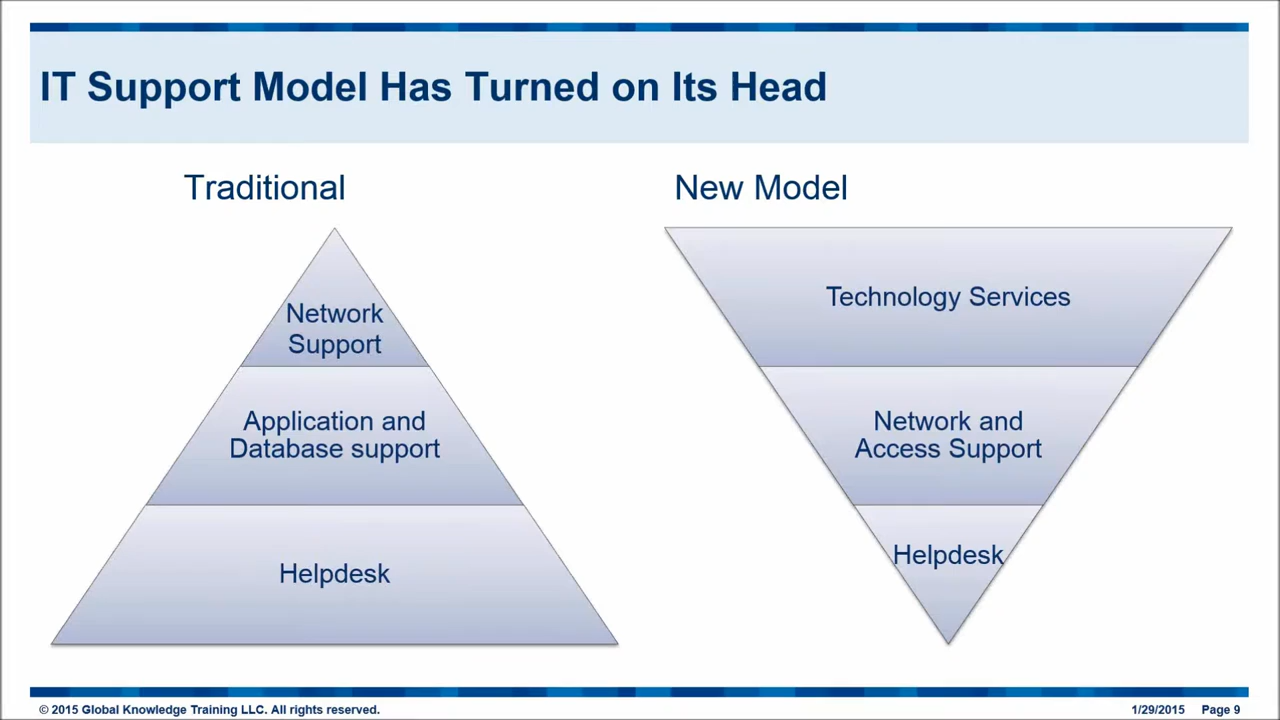 IT Support Model Has Turned on Its Head
Traditional
Network
Support
Application and
Database support
Helpdesk
New Model
Technology Services
Network and
Access Support
Helpdesk
© 2015 Global Knowledge Training LLC. All rights reserved.
1/29/2015 Page 9